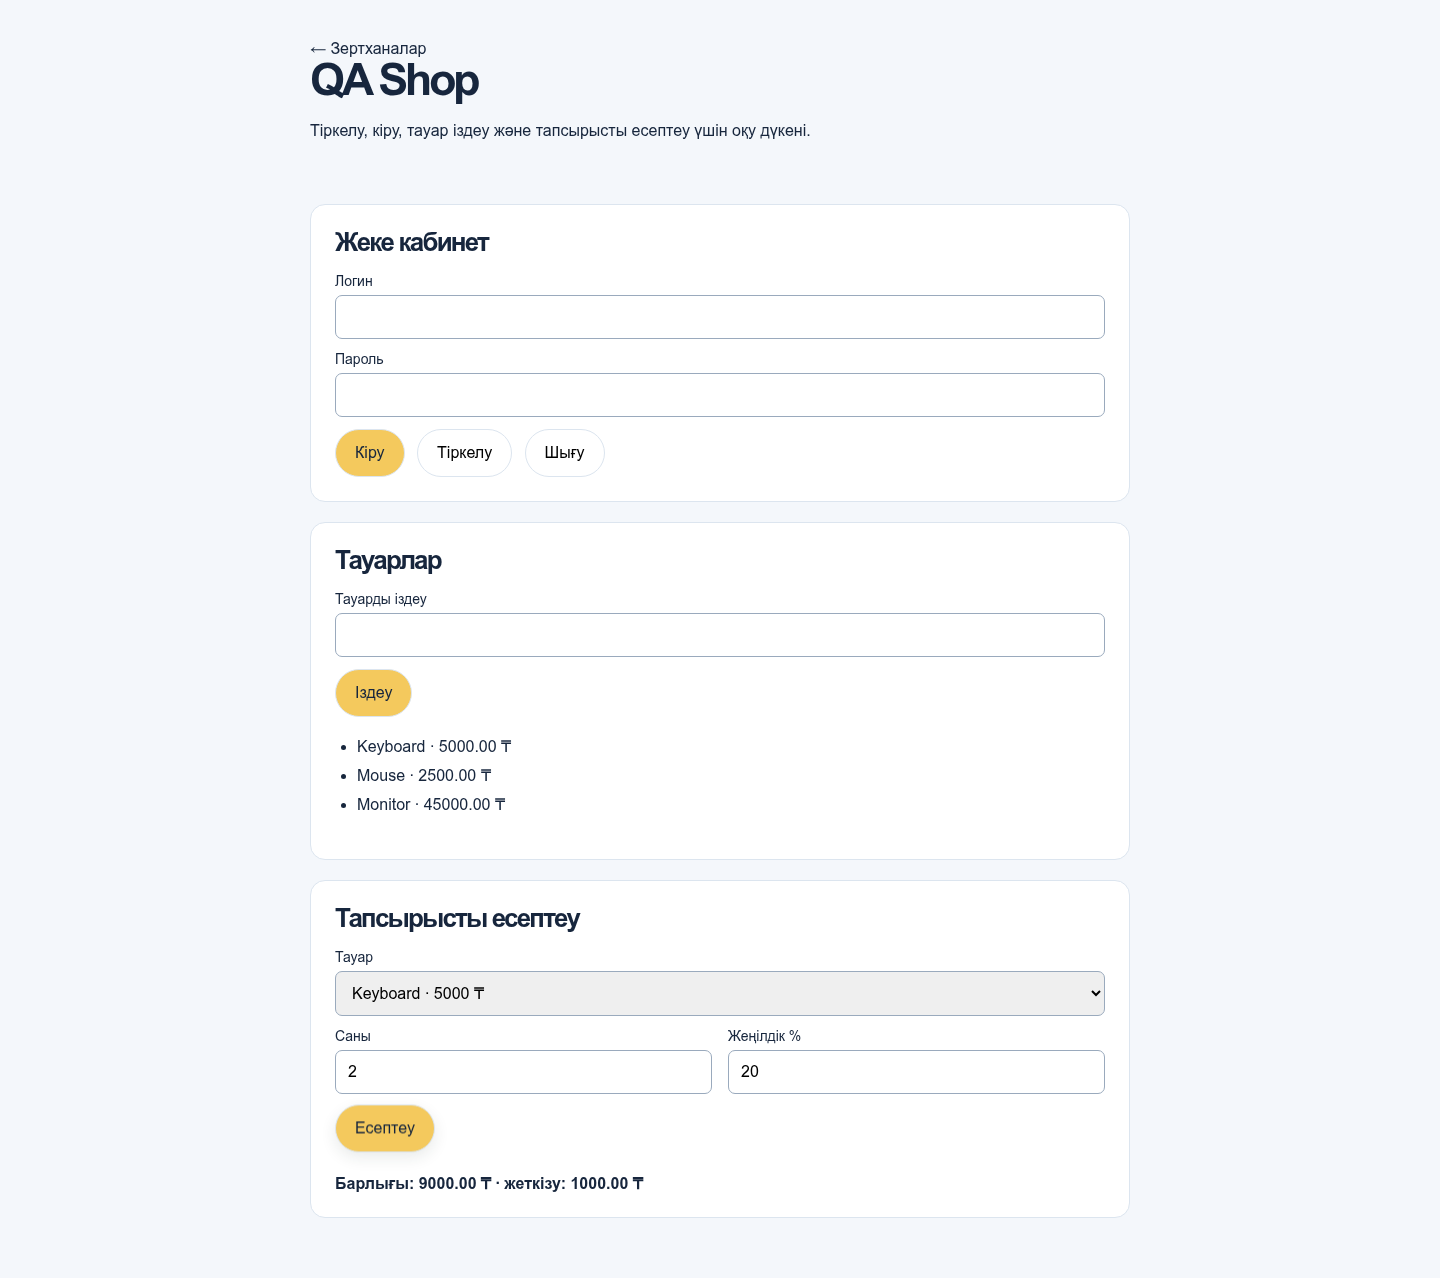 ← Зертханалар
QA Shop
Тіркелу, кіру, тауар іздеу және тапсырысты есептеу үшін оқу дүкені.
Жеке кабинет
Логин
Пароль
Кіру Тіркелу Шығу
Тауарлар
Тауарды іздеу
Іздеу
• Keyboard · 5000.00 ₸
• Mouse · 2500.00 ₸
• Monitor · 45000.00 ₸
Тапсырысты есептеу
Тауар
Keyboard · 5000 ₸
Саны Жеңілдік %
2 20
Есептеу
Барлығы: 9000.00 ₸ · жеткізу: 1000.00 ₸